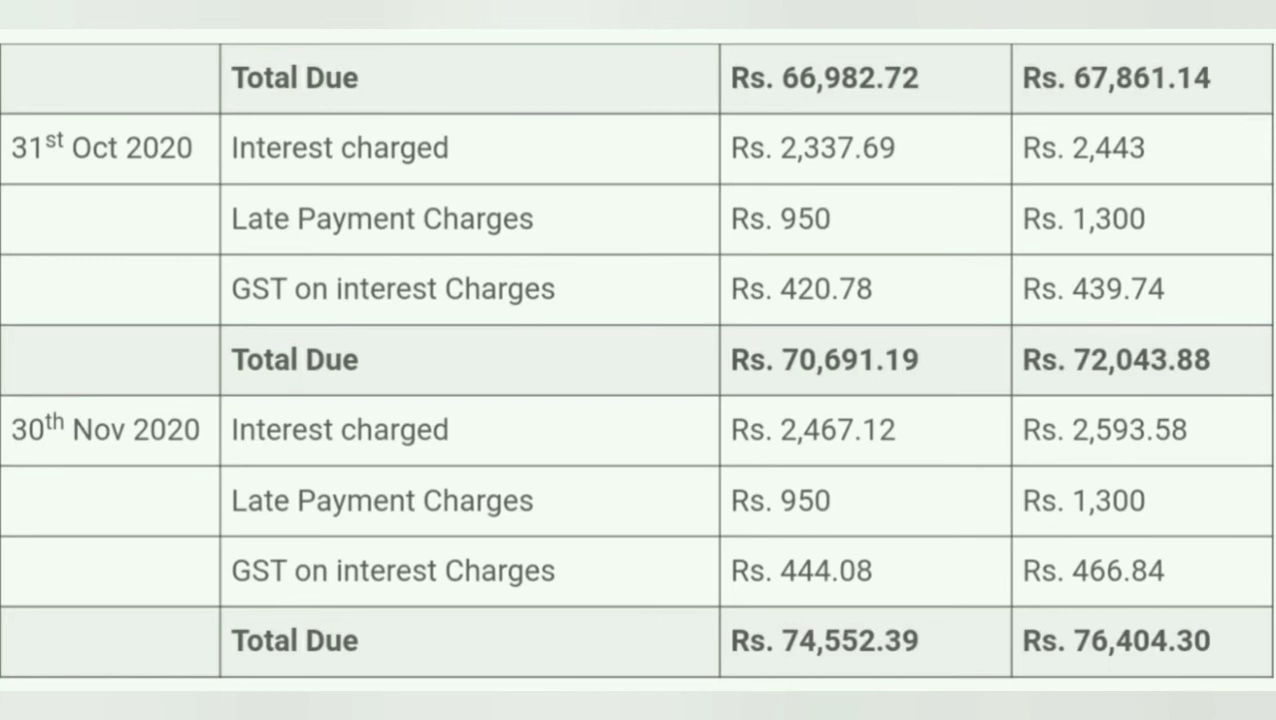 Total Due Rs. 66,982.72 Rs. 67,861.14
31st Oct 2020 Interest charged Rs. 2,337.69 Rs. 2,443
Late Payment Charges Rs. 950 Rs. 1,300
GST on interest Charges Rs. 420.78 Rs. 439.74
Total Due Rs. 70,691.19 Rs. 72,043.88
30th Nov 2020 Interest charged Rs. 2,467.12 Rs. 2,593.58
Late Payment Charges Rs. 950 Rs. 1,300
GST on interest Charges Rs. 444.08 Rs. 466.84
Total Due Rs. 74,552.39 Rs. 76,404.30